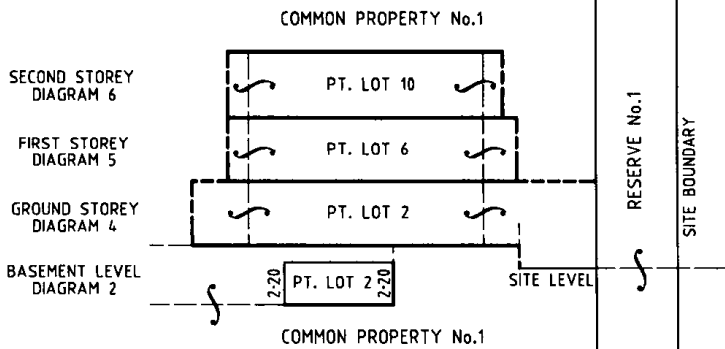 COMMON PROPERTY No.1
SECOND STOREY
DIAGRAM 6
PT. LOT 10
FIRST STOREY
DIAGRAM 5
PT. LOT 6
GROUND STOREY
DIAGRAM 4
PT. LOT 2
BASEMENT LEVEL
DIAGRAM 2
2·20
PT. LOT 2
2·20
SITE LEVEL
RESERVE No.1
SITE BOUNDARY
COMMON PROPERTY No.1